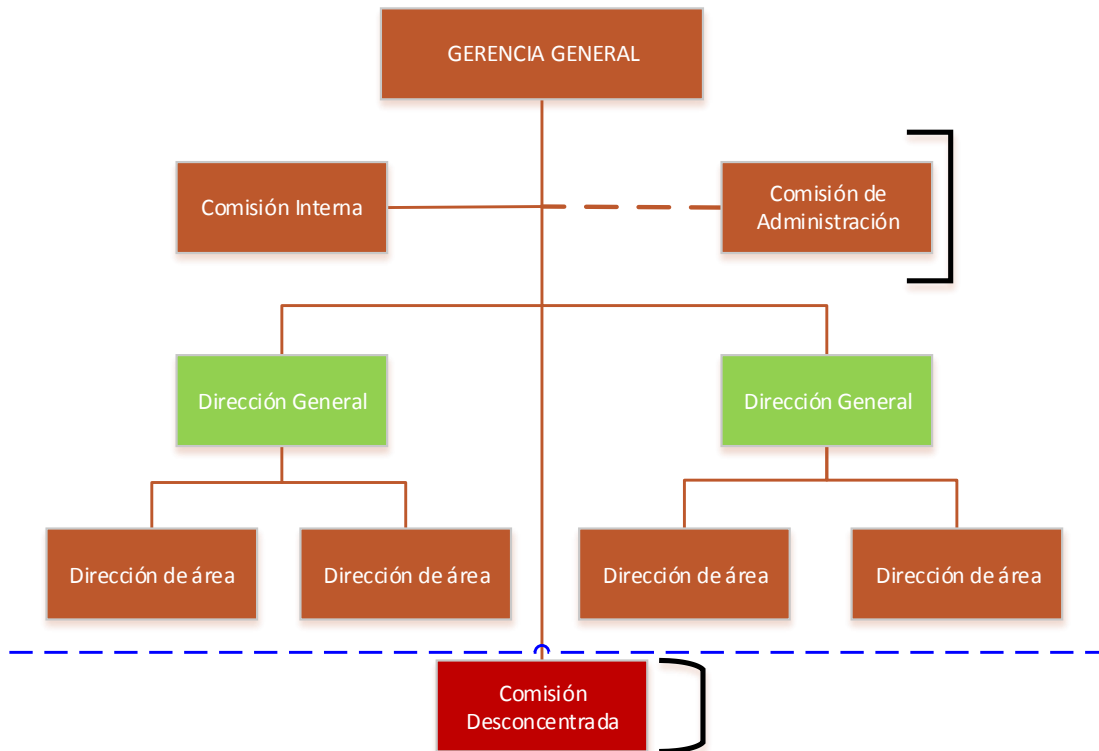 GERENCIA GENERAL
Comisión Interna
Comisión de
Administración
Dirección General
Dirección General
Dirección de área
Dirección de área
Dirección de área
Dirección de área
Comisión
Desconcentrada